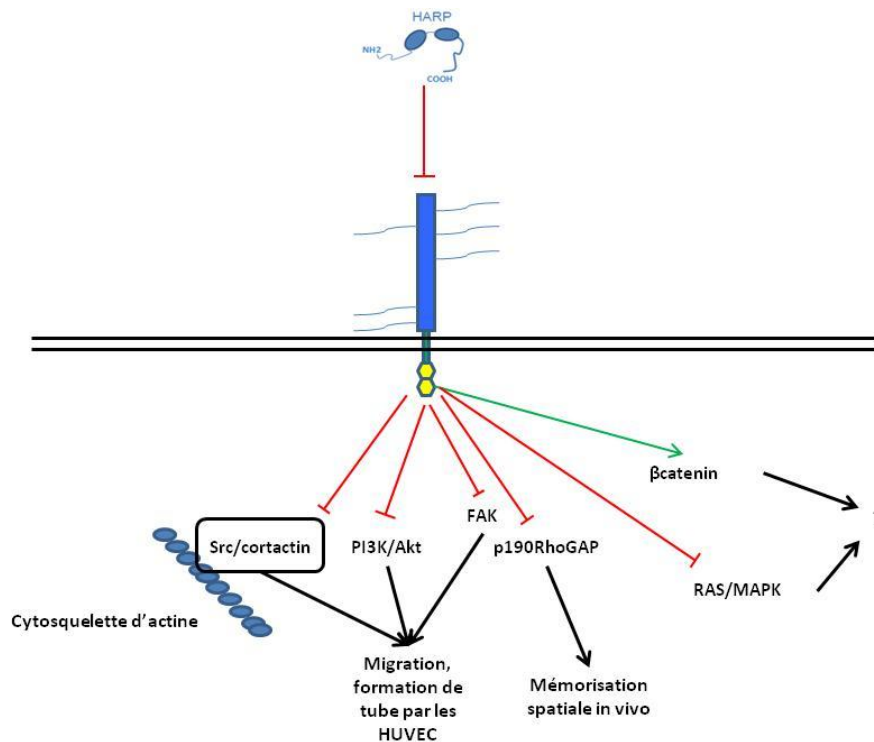 HARP
NH2
COOH
βcatenin
FAK
Src/cortactin
PI3K/Akt
p190RhoGAP
RAS/MAPK
Cytosquelette d’actine
Migration,
formation de
tube par les
HUVEC
Mémorisation
spatiale in vivo